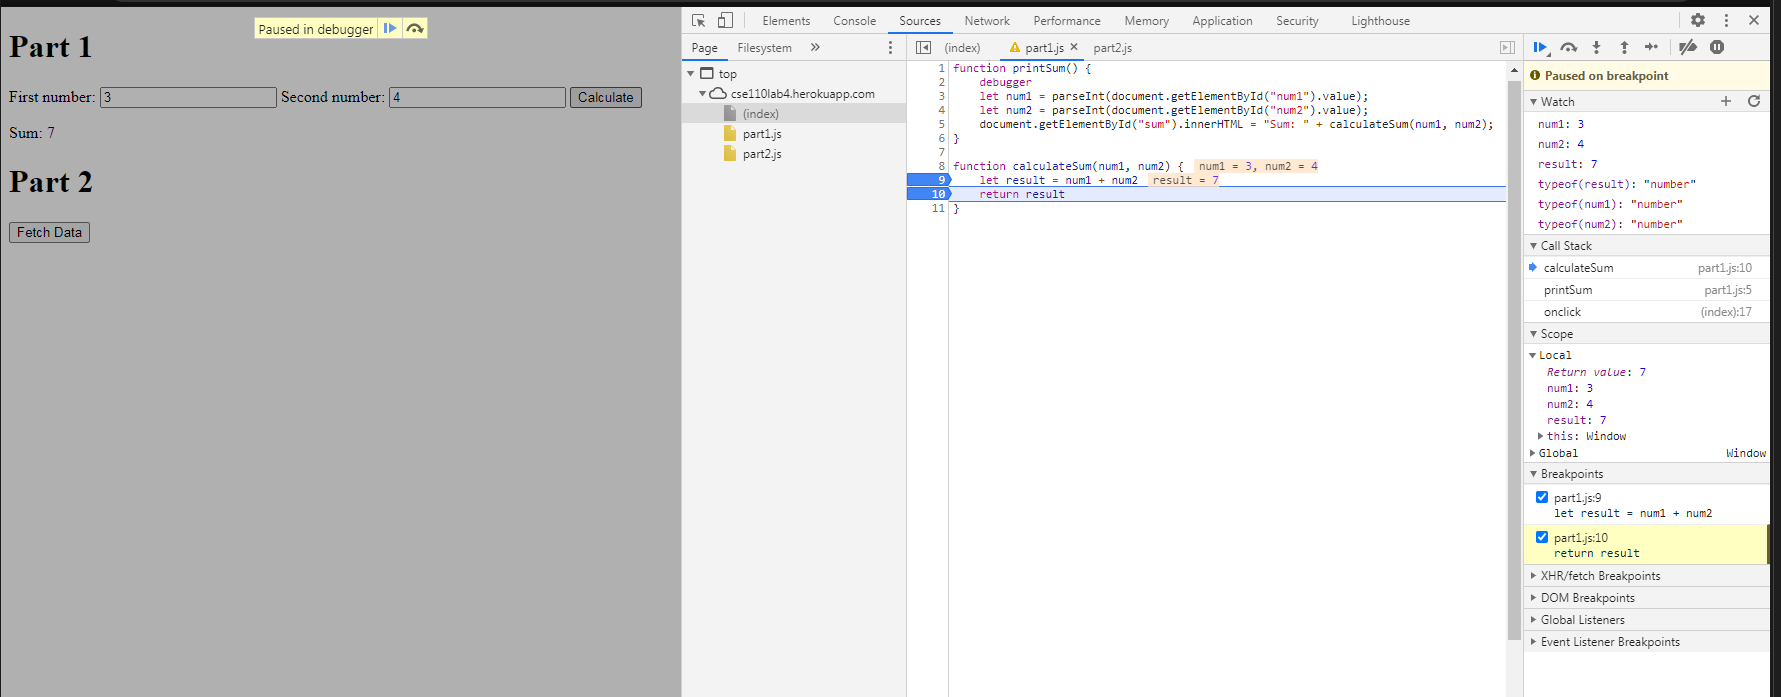 Paused in debugger
Part 1
First number: 3 Second number: 4 Calculate
Sum: 7
Part 2
Fetch Data
Elements Console Sources Network Performance Memory Application Security Lighthouse
Page Filesystem »
top
cse110lab4.herokuapp.com
(index)
part1.js
part2.js
(index) part1.js × part2.js
1 function printSum() {
2 debugger
3 let num1 = parseInt(document.getElementById("num1").value);
4 let num2 = parseInt(document.getElementById("num2").value);
5 document.getElementById("sum").innerHTML = "Sum: " + calculateSum(num1, num2);
6 }
7
8 function calculateSum(num1, num2) { num1 = 3, num2 = 4
9 let result = num1 + num2 result = 7
10 return result
11 }
Paused on breakpoint
Watch
num1: 3
num2: 4
result: 7
typeof(result): "number"
typeof(num1): "number"
typeof(num2): "number"
Call Stack
calculateSum part1.js:10
printSum part1.js:5
onclick (index):17
Scope
Local
Return value: 7
num1: 3
num2: 4
result: 7
this: Window
Global Window
Breakpoints
part1.js:9
let result = num1 + num2
part1.js:10
return result
XHR/fetch Breakpoints
DOM Breakpoints
Global Listeners
Event Listener Breakpoints